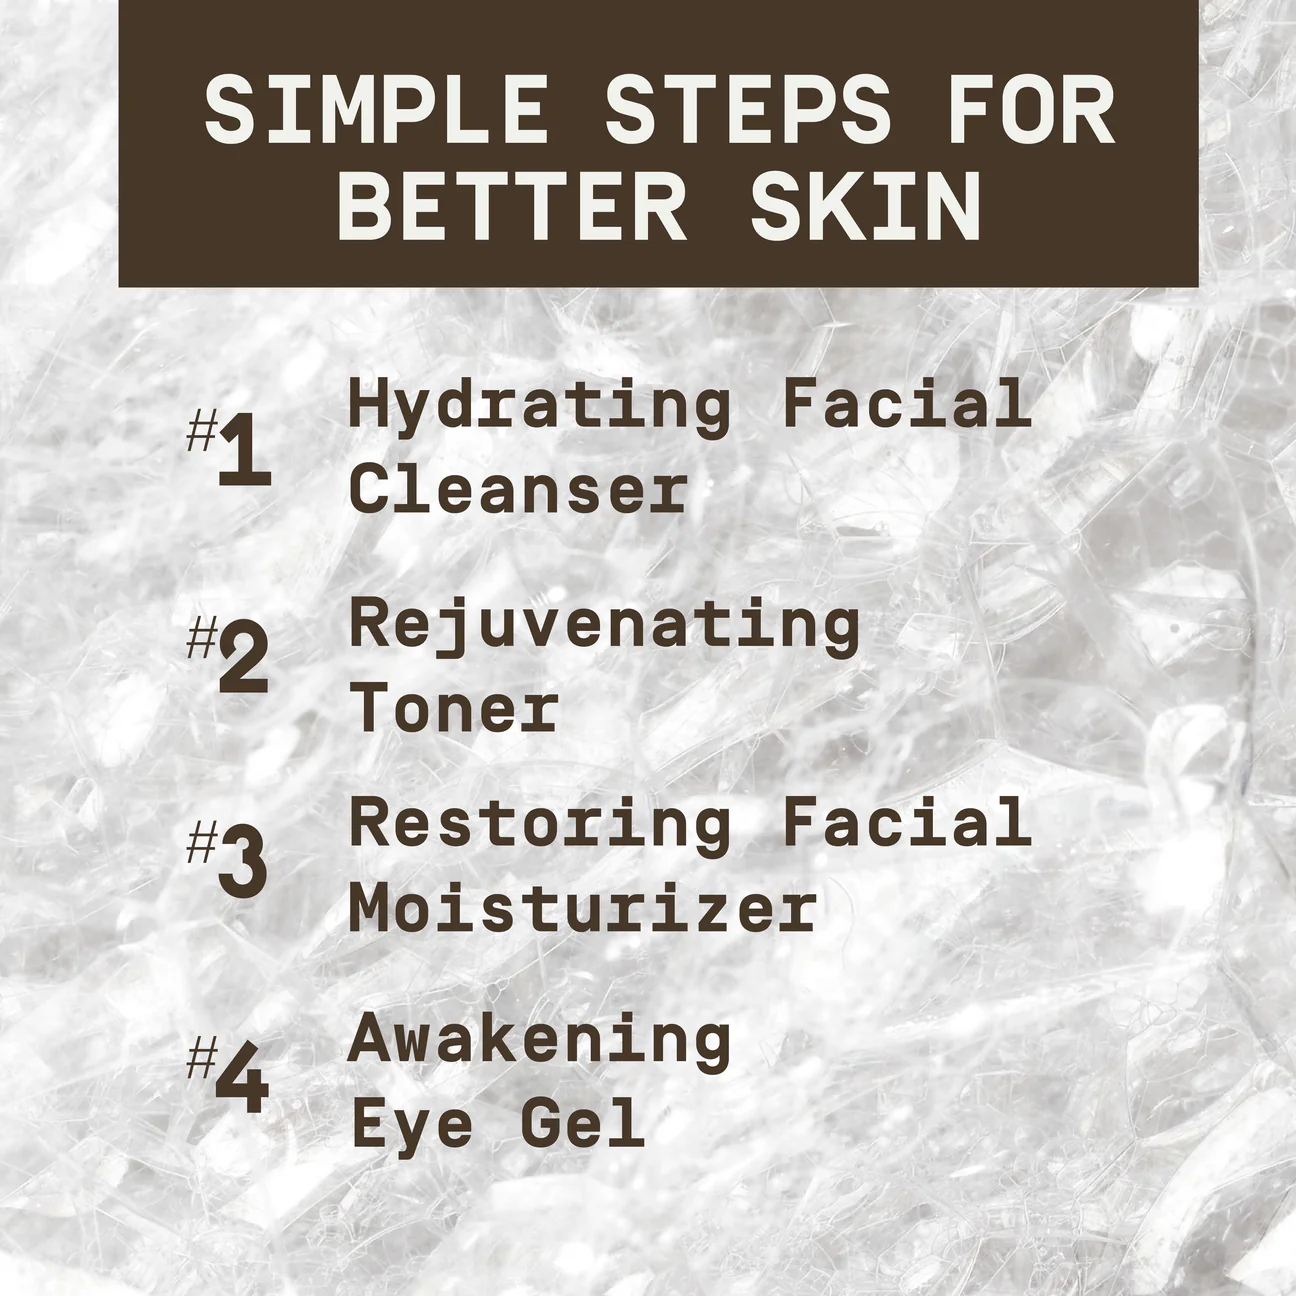 SIMPLE STEPS FOR
BETTER SKIN
#1
Hydrating Facial
Cleanser
#2
Rejuvenating
Toner
#3
Restoring Facial
Moisturizer
#4
Awakening
Eye Gel